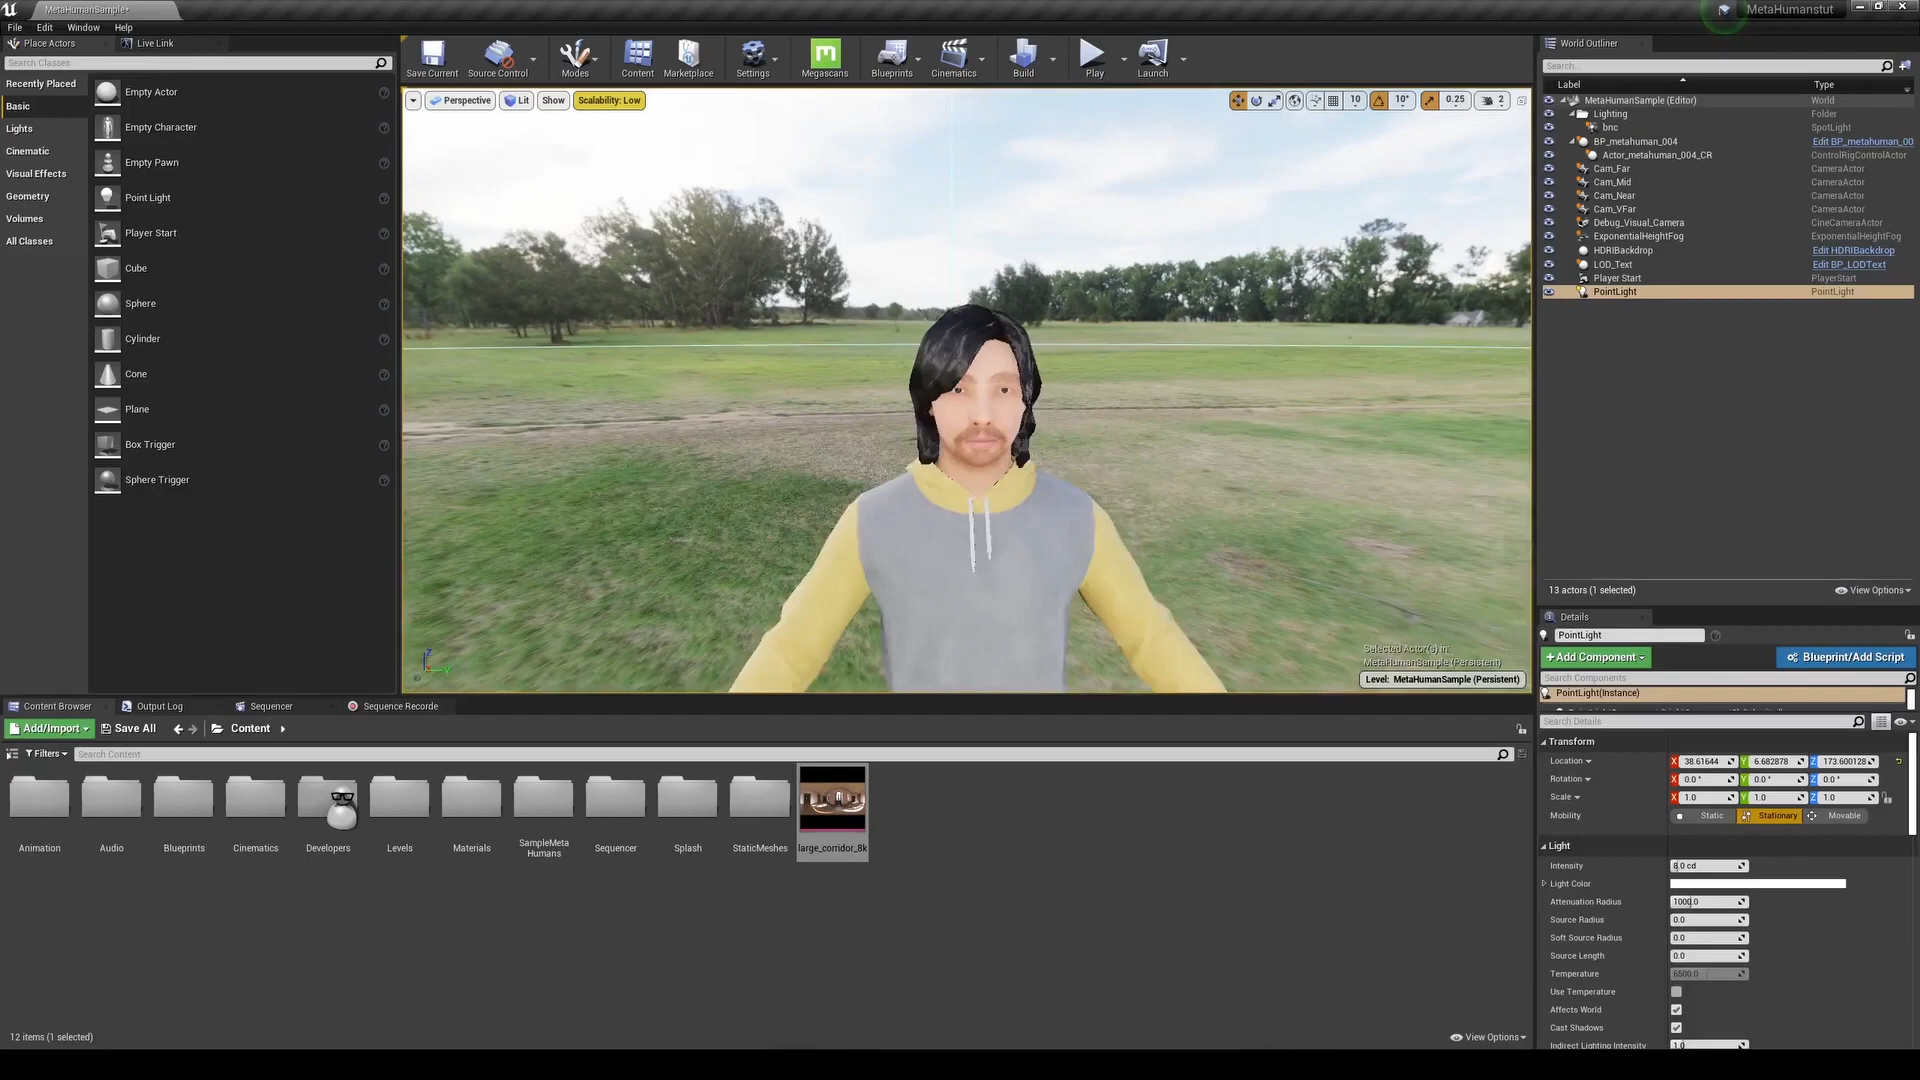 MetaHumanSample*
MetaHumanstut
File Edit Window Help
Place Actors
Live Link
Search Classes
Recently Placed
Basic
Lights
Cinematic
Visual Effects
Geometry
Volumes
All Classes
Empty Actor
Empty Character
Empty Pawn
Point Light
Player Start
Cube
Sphere
Cylinder
Cone
Plane
Box Trigger
Sphere Trigger
Save Current
Source Control
Modes
Content
Marketplace
Settings
Megascans
Blueprints
Cinematics
Build
Play
Launch
Perspective
Lit
Show
Scalability: Low
10
10°
0.25
2
Selected Actor(s) in:
MetaHumanSample (Persistent)
Level: MetaHumanSample (Persistent)
World Outliner
Search...
Label Type
MetaHumanSample (Editor) World
Lighting Folder
bnc SpotLight
BP_metahuman_004 Edit BP_metahuman_00
Actor_metahuman_004_CR ControlRigControlActor
Cam_Far CameraActor
Cam_Mid CameraActor
Cam_Near CameraActor
Cam_VFar CameraActor
Debug_Visual_Camera CineCameraActor
ExponentialHeightFog ExponentialHeightFog
HDRIBackdrop Edit HDRIBackdrop
LOD_Text Edit BP_LODText
Player Start PlayerStart
PointLight PointLight
13 actors (1 selected)
View Options
Details
PointLight
+Add Component
Blueprint/Add Script
Search Components
PointLight(Instance)
Search Details
Transform
Location X 38.61644 Y 6.682878 Z 173.600128
Rotation X 0.0° Y 0.0° Z 0.0°
Scale X 1.0 Y 1.0 Z 1.0
Mobility Static Stationary Movable
Light
Intensity 8.0 cd
Light Color
Attenuation Radius 1000.0
Source Radius 0.0
Soft Source Radius 0.0
Source Length 0.0
Temperature 6500.0
Use Temperature
Affects World
Cast Shadows
Indirect Lighting Intensity 1.0
Content Browser
Output Log
Sequencer
Sequence Recorde
Add/Import
Save All
Content
Filters
Search Content
Animation
Audio
Blueprints
Cinematics
Developers
Levels
Materials
SampleMeta
Humans
Sequencer
Splash
StaticMeshes
large_corridor_8k
12 items (1 selected)
View Options